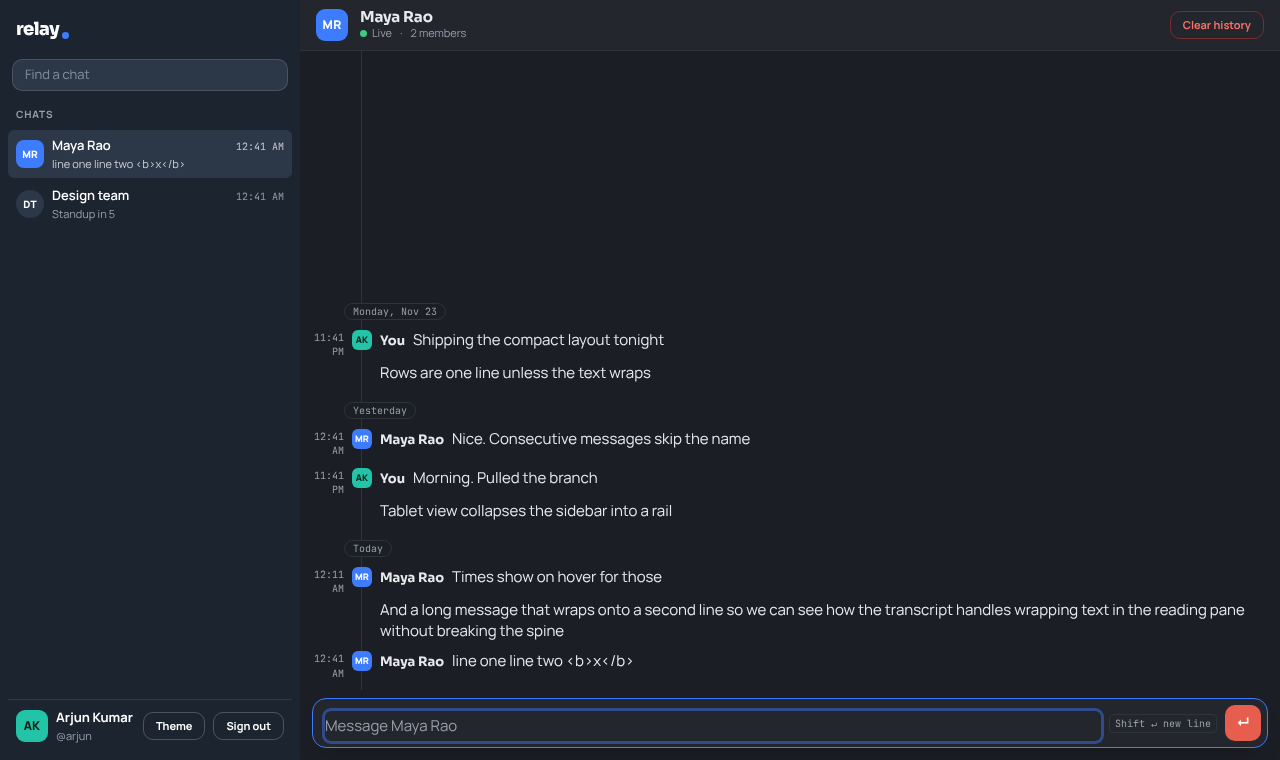 relay
Find a chat
CHATS
MR Maya Rao 12:41 AM
line one line two <b>x</b>
DT Design team 12:41 AM
Standup in 5
AK Arjun Kumar
@arjun
Theme
Sign out
MR Maya Rao
Live · 2 members
Clear history
Monday, Nov 23
11:41 PM AK You Shipping the compact layout tonight
Rows are one line unless the text wraps
Yesterday
12:41 AM MR Maya Rao Nice. Consecutive messages skip the name
11:41 PM AK You Morning. Pulled the branch
Tablet view collapses the sidebar into a rail
Today
12:11 AM MR Maya Rao Times show on hover for those
And a long message that wraps onto a second line so we can see how the transcript handles wrapping text in the reading pane
without breaking the spine
12:41 AM MR Maya Rao line one line two <b>x</b>
Message Maya Rao
Shift ↵ new line
↵